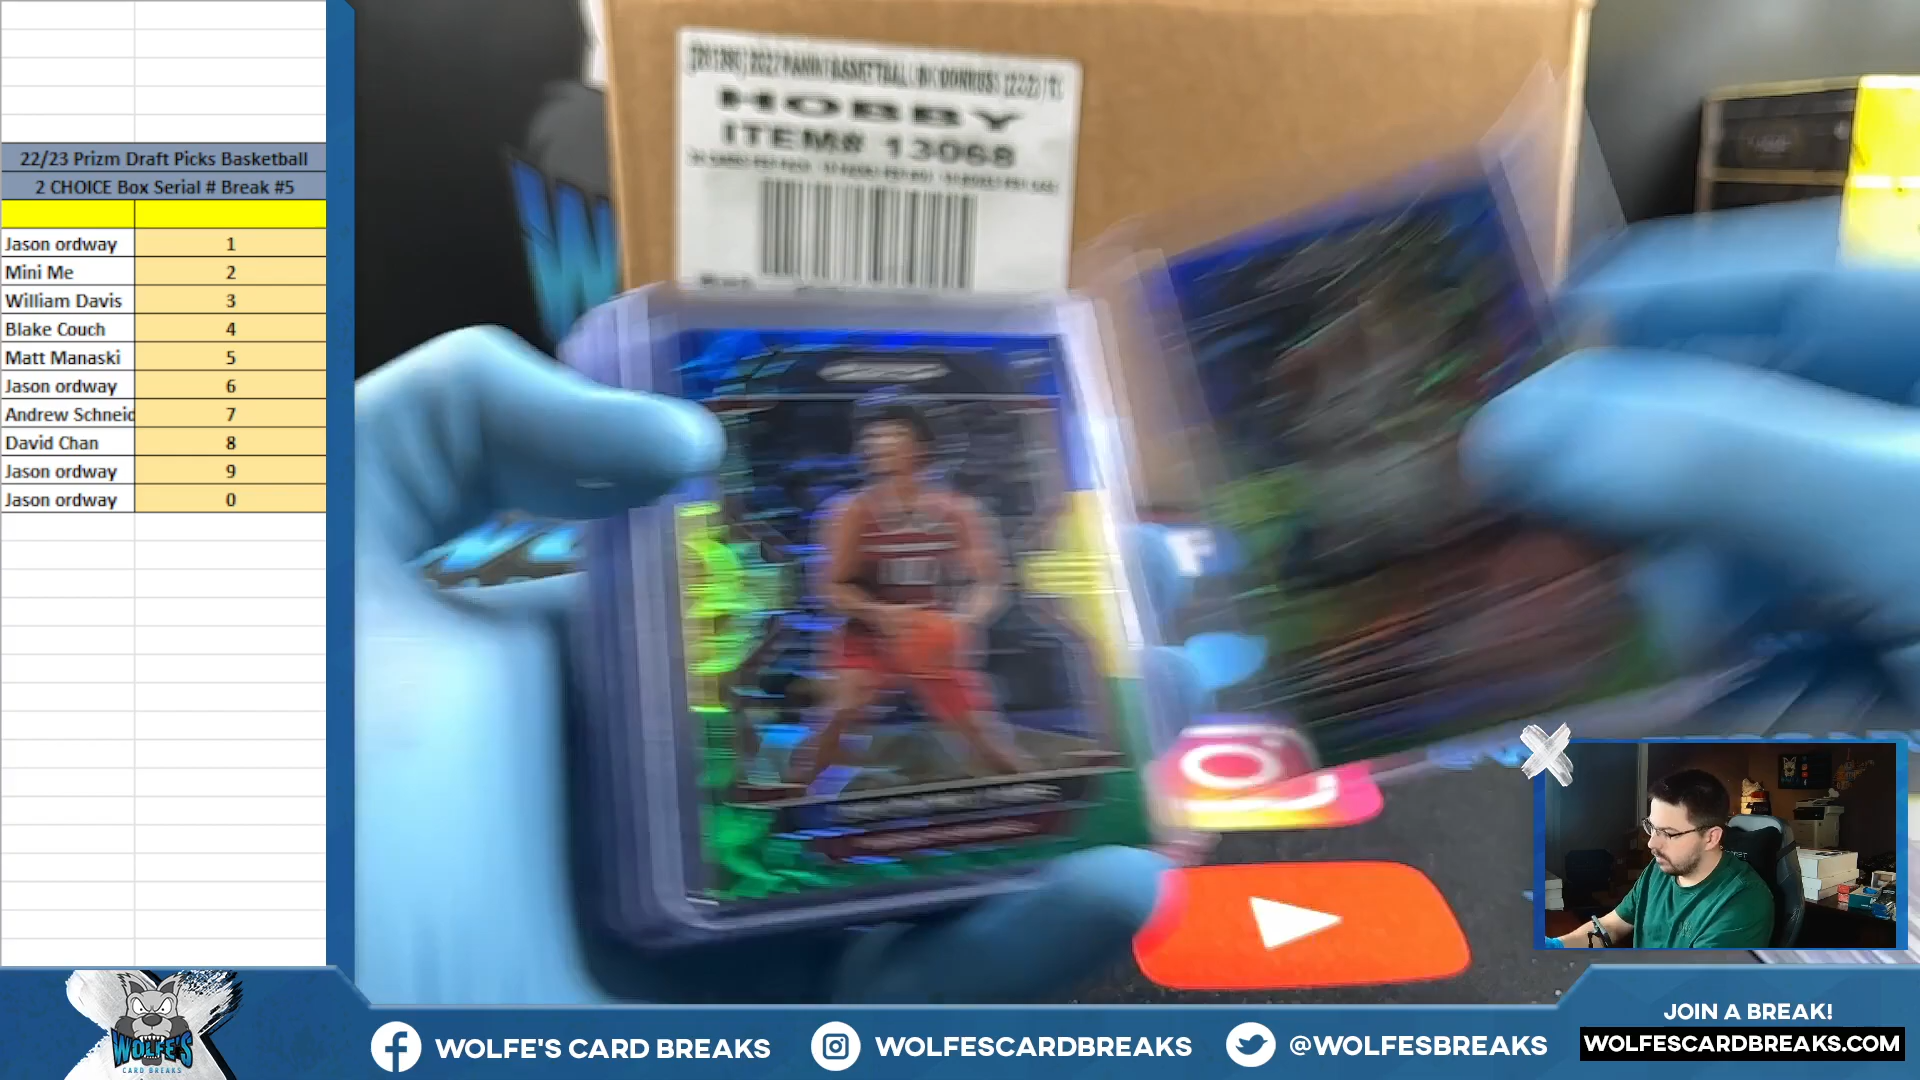 22/23 Prizm Draft Picks Basketball
2 CHOICE Box Serial # Break #5
Jason ordway 1
Mini Me 2
William Davis 3
Blake Couch 4
Matt Manaski 5
Jason ordway 6
Andrew Schneid 7
David Chan 8
Jason ordway 9
Jason ordway 0
HOBBY
ITEM# 13068
WOLFE'S
CARD BREAKS
WOLFE'S CARD BREAKS
WOLFESCARDBREAKS
@WOLFESBREAKS
JOIN A BREAK!
WOLFESCARDBREAKS.COM